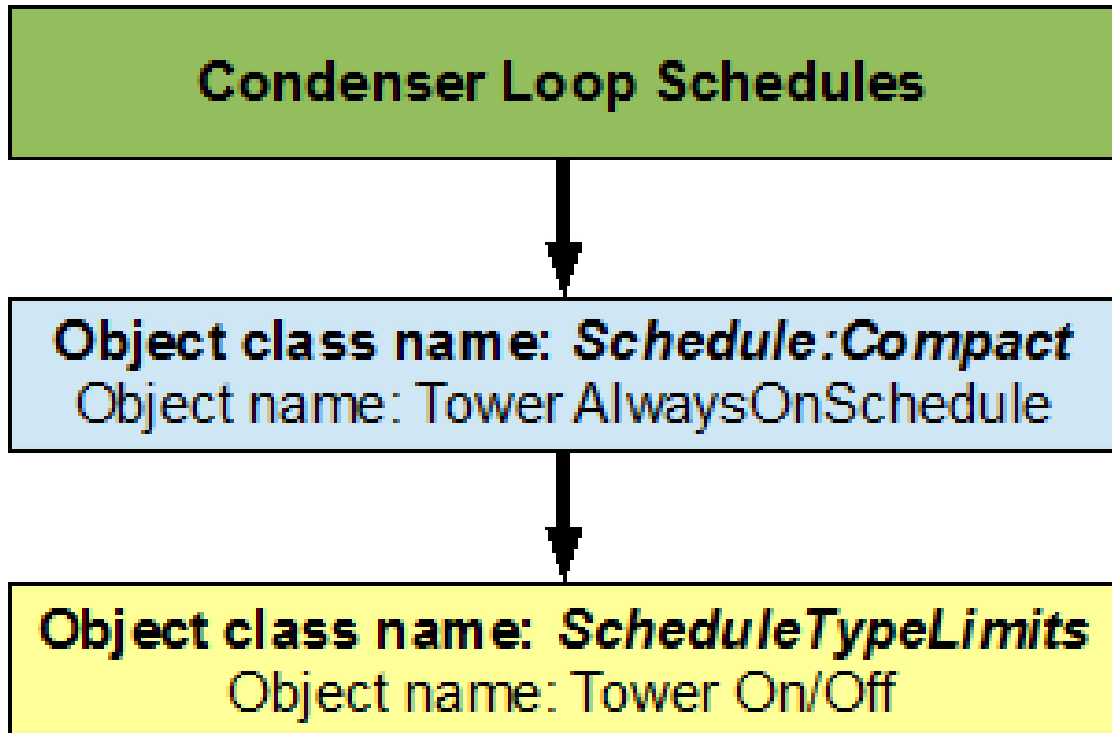 Condenser Loop Schedules
Object class name: Schedule:Compact
Object name: Tower AlwaysOnSchedule
Object class name: ScheduleTypeLimits
Object name: Tower On/Off